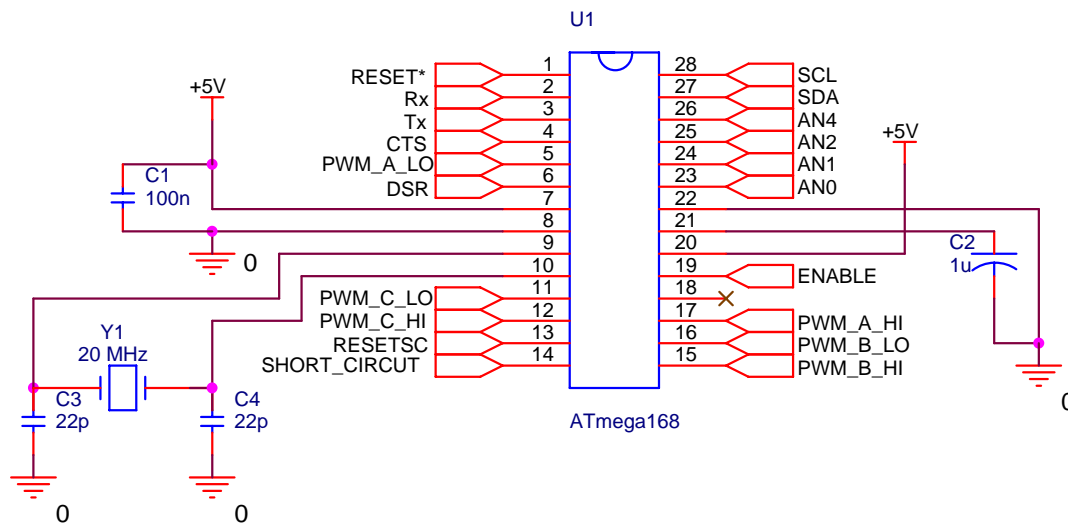 U1
RESET* 1 28 SCL
Rx 2 27 SDA
Tx 3 26 AN4
CTS 4 25 AN2
PWM_A_LO 5 24 AN1
DSR 6 23 AN0
7 22
8 21
9 20
10 19 ENABLE
PWM_C_LO 11 18
PWM_C_HI 12 17 PWM_A_HI
RESETSC 13 16 PWM_B_LO
SHORT_CIRCUT 14 15 PWM_B_HI
ATmega168
+5V
C1
100n
0
+5V
C2
1u
0
Y1
20 MHz
C3
22p
C4
22p
0
0